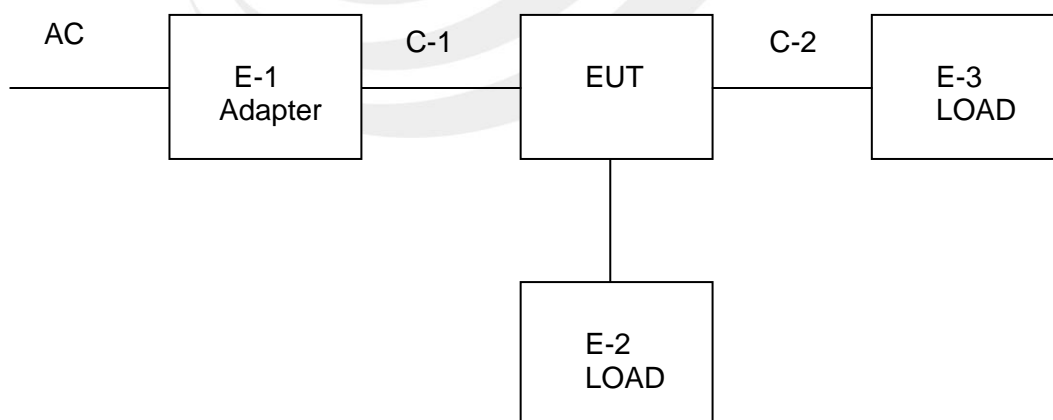 AC
E-1
Adapter
C-1
EUT
C-2
E-3
LOAD
E-2
LOAD